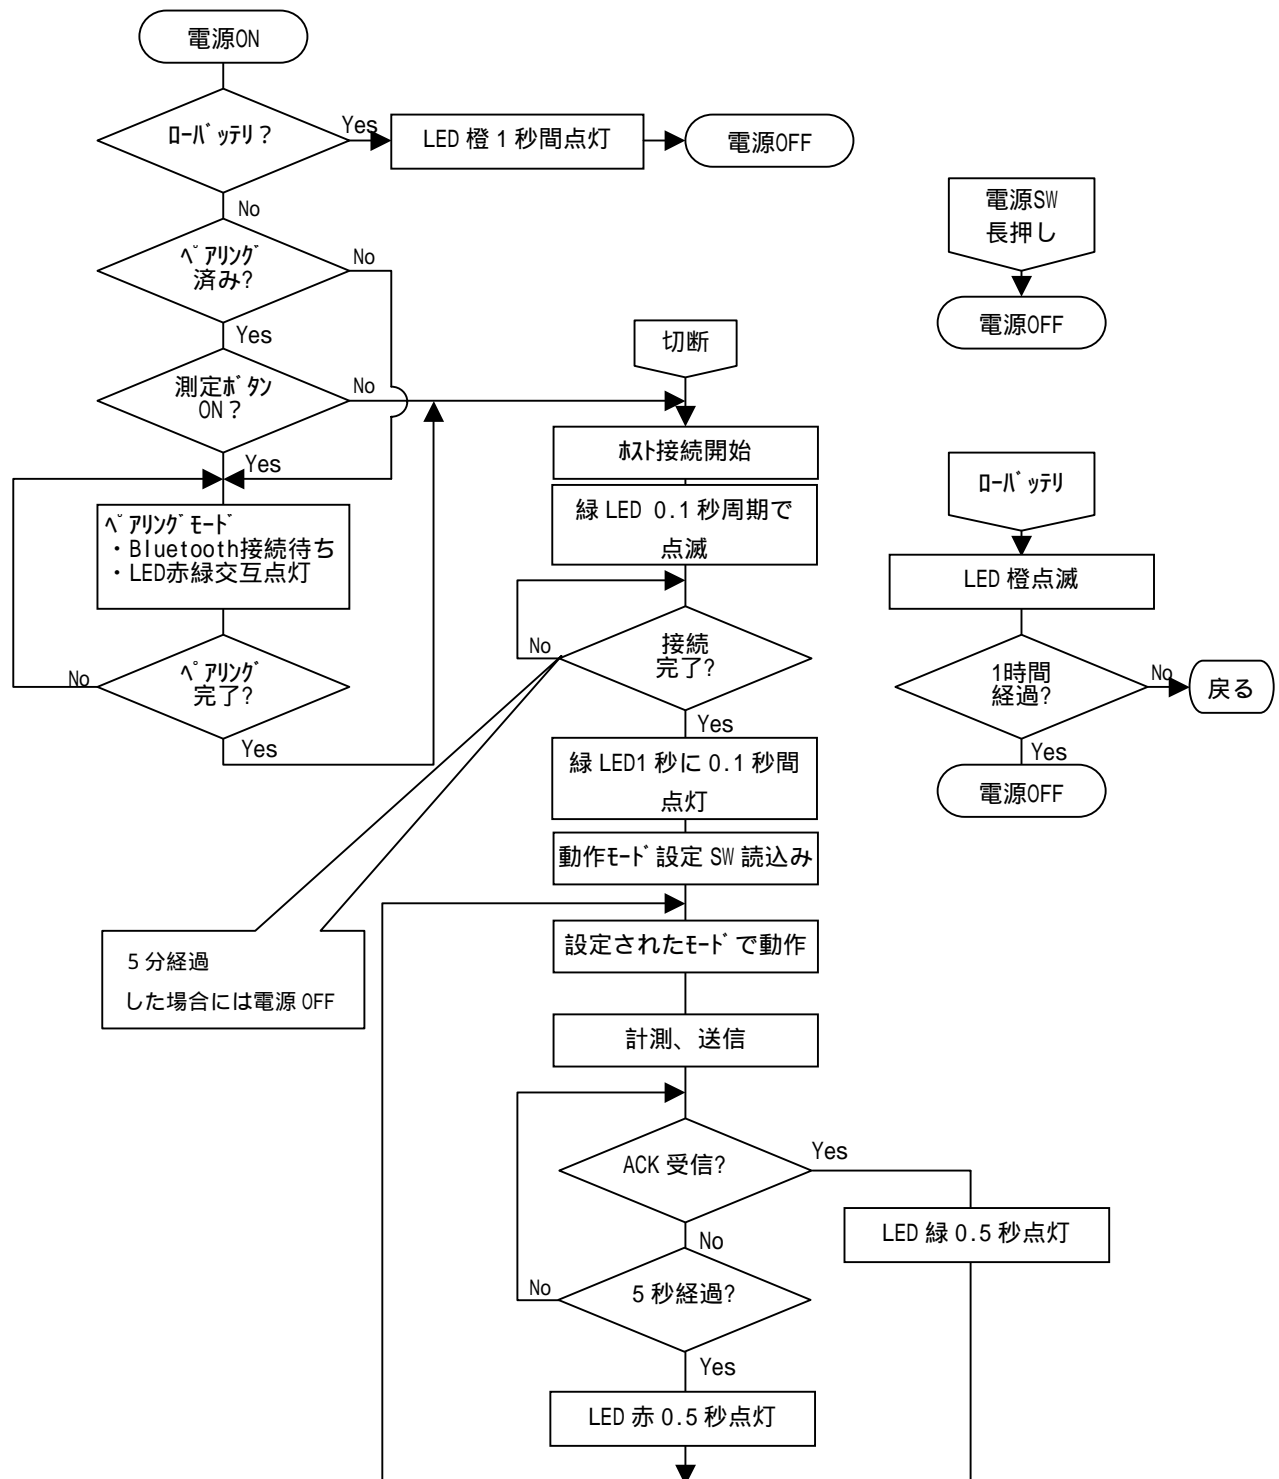 電源ON
ﾛｰﾊﾞｯﾃﾘ？
Yes
LED 橙 1 秒間点灯
電源OFF
No
ﾍﾟｱﾘﾝｸﾞ
済み?
No
Yes
測定ﾎﾞﾀﾝ
ON？
No
Yes
ﾍﾟｱﾘﾝｸﾞﾓｰﾄﾞ
・Bluetooth接続待ち
・LED赤緑交互点灯
ﾍﾟｱﾘﾝｸﾞ
完了?
No
Yes
切断
ﾎｽﾄ接続開始
緑 LED 0.1 秒周期で
点滅
接続
完了?
No
Yes
5 分経過
した場合には電源 OFF
緑 LED1 秒に 0.1 秒間
点灯
動作ﾓｰﾄﾞ設定 SW 読込み
設定されたﾓｰﾄﾞで動作
計測、送信
ACK 受信?
Yes
No
LED 緑 0.5 秒点灯
5 秒経過?
No
Yes
LED 赤 0.5 秒点灯
電源SW
長押し
電源OFF
ﾛｰﾊﾞｯﾃﾘ
LED 橙点滅
1時間
経過?
No
戻る
Yes
電源OFF